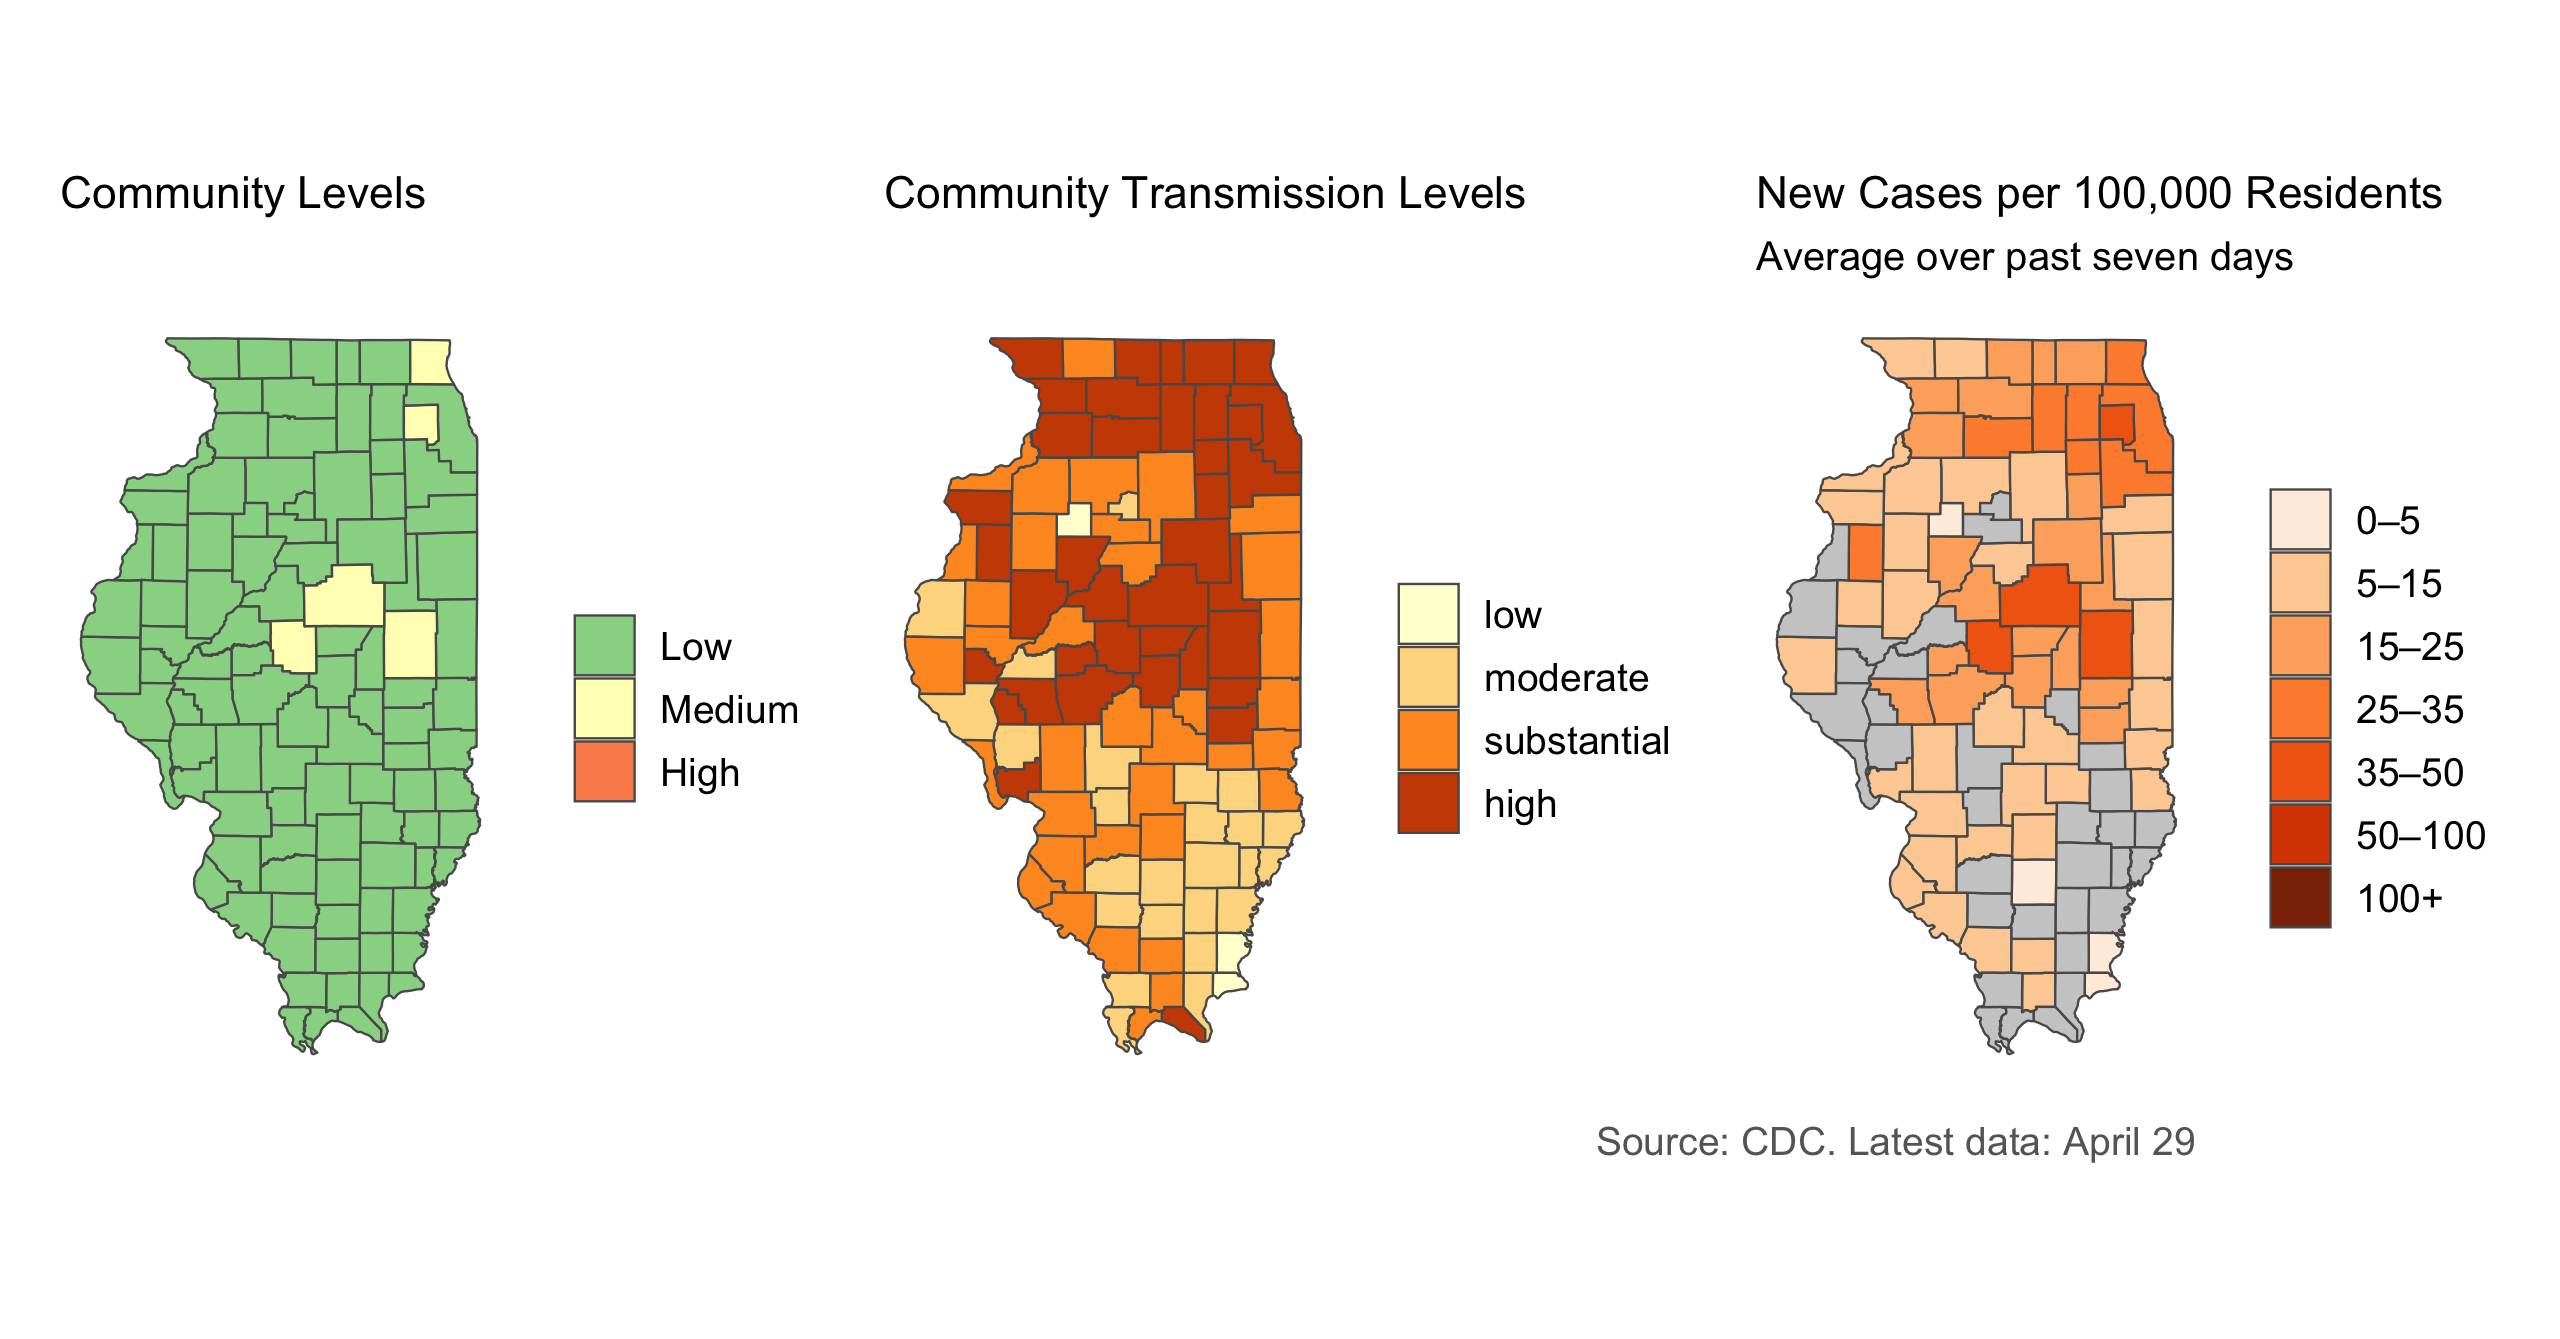 Community Levels
Low
Medium
High
Community Transmission Levels
low
moderate
substantial
high
New Cases per 100,000 Residents
Average over past seven days
0–5
5–15
15–25
25–35
35–50
50–100
100+
Source: CDC. Latest data: April 29